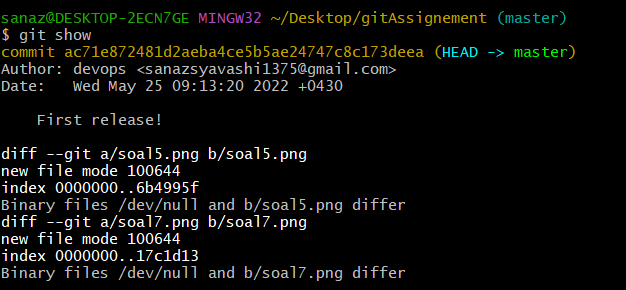 sanaz@DESKTOP-2ECN7GE MINGW32 ~/Desktop/gitAssignement (master)
$ git show
commit ac71e872481d2aeba4ce5b5ae24747c8c173deea (HEAD -> master)
Author: devops <sanazsyavashi1375@gmail.com>
Date:   Wed May 25 09:13:20 2022 +0430
    First release!
diff --git a/soal5.png b/soal5.png
new file mode 100644
index 0000000..6b4995f
Binary files /dev/null and b/soal5.png differ
diff --git a/soal7.png b/soal7.png
new file mode 100644
index 0000000..17c1d13
Binary files /dev/null and b/soal7.png differ